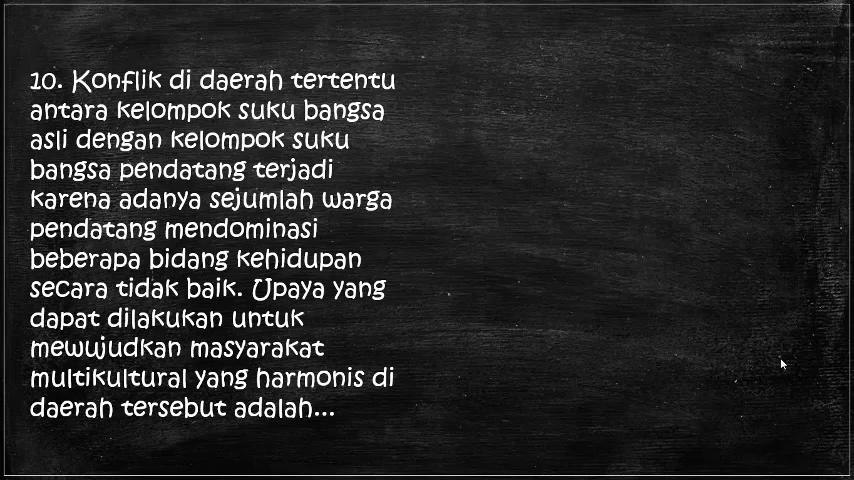 10. Konflik di daerah tertentu
antara kelompok suku bangsa
asli dengan kelompok suku
bangsa pendatang terjadi
karena adanya sejumlah warga
pendatang mendominasi
beberapa bidang kehidupan
secara tidak baik. Upaya yang
dapat dilakukan untuk
mewujudkan masyarakat
multikultural yang harmonis di
daerah tersebut adalah...